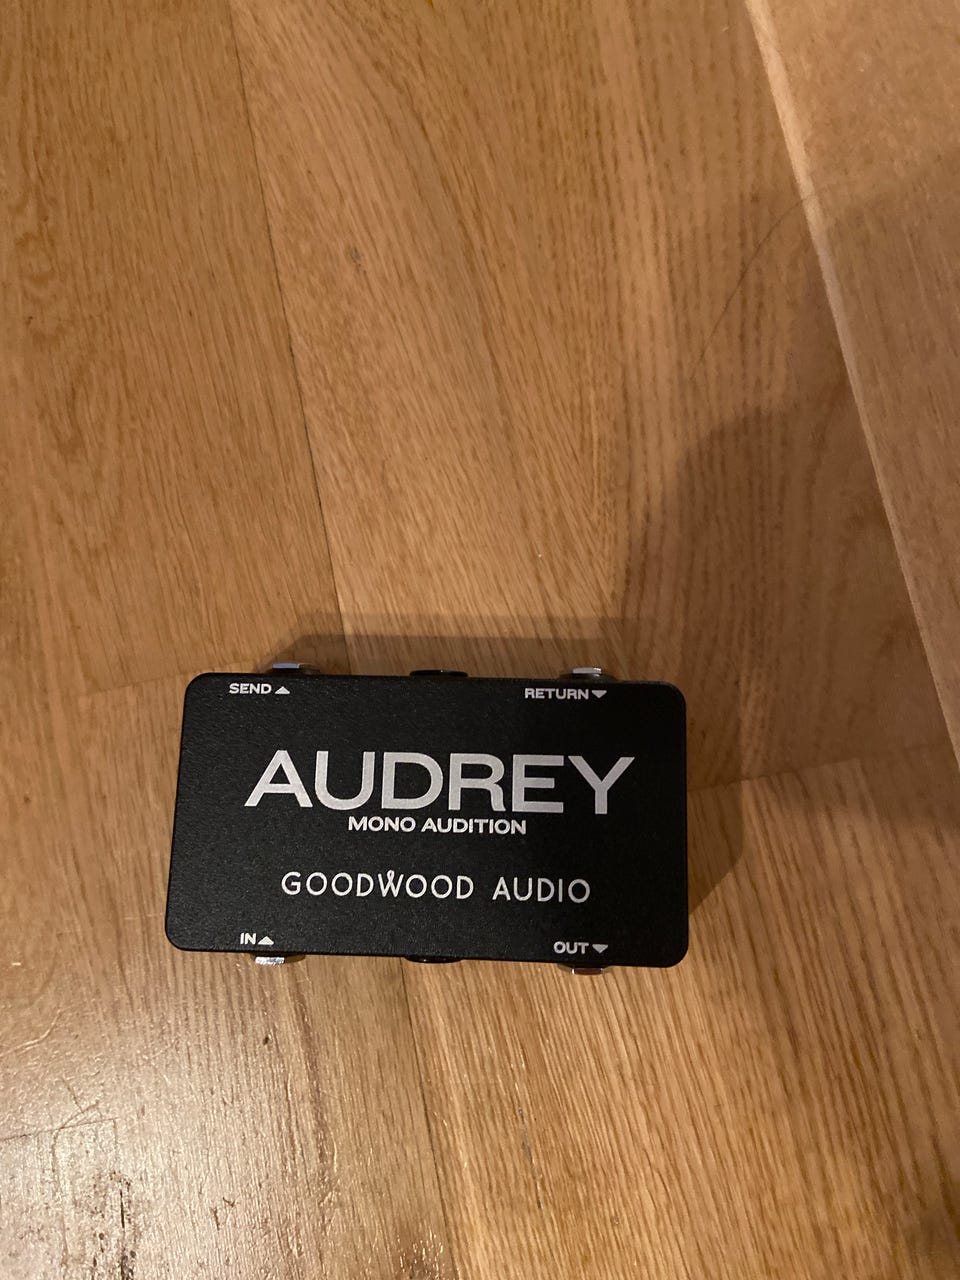 SEND ▲ RETURN ▼
AUDREY
MONO AUDITION
GOODWOOD AUDIO
IN ▲ OUT ▼